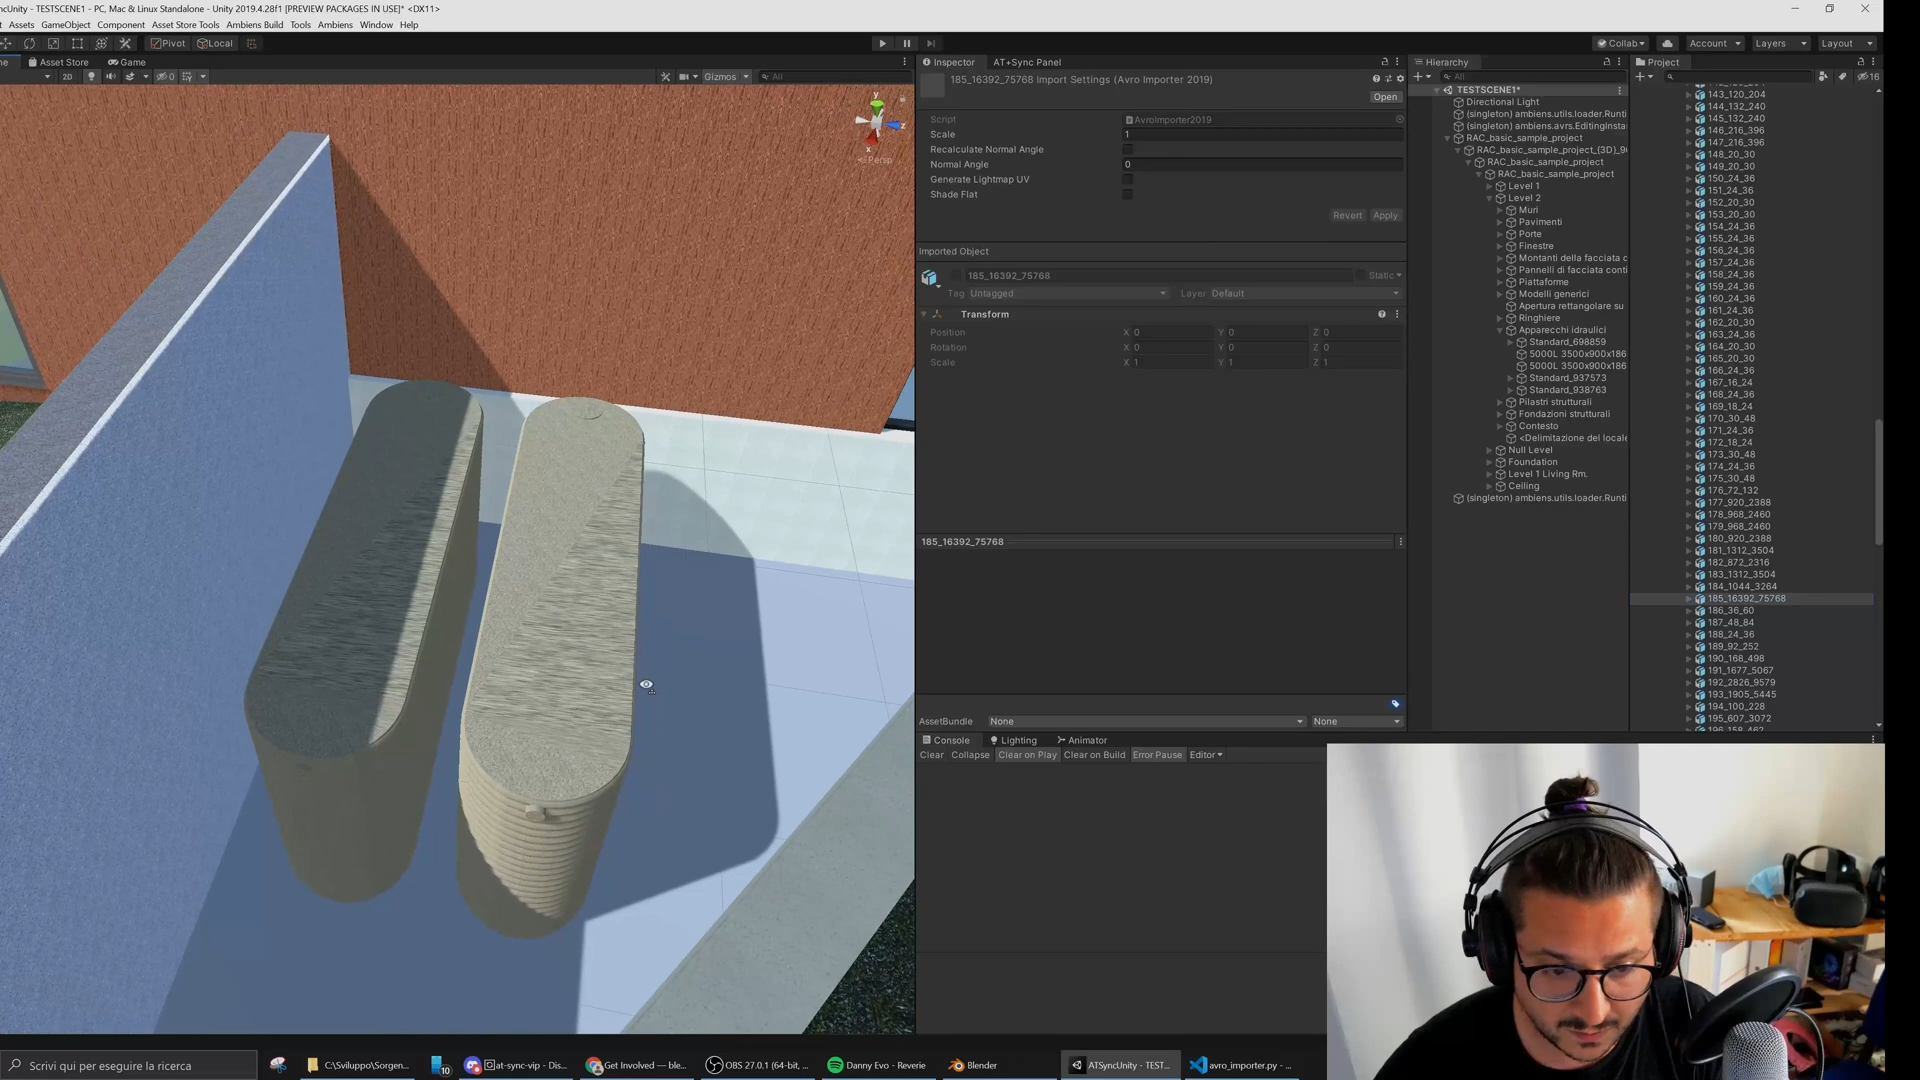 ncUnity - TESTSCENE1 - PC, Mac & Linux Standalone - Unity 2019.4.28f1 [PREVIEW PACKAGES IN USE]* <DX11>
Assets GameObject Component Asset Store Tools Ambiens Build Tools Ambiens Window Help
Pivot Local Collab Account Layers Layout
Asset Store Game
2D 0 Gizmos All
y
z
x
Persp
Inspector AT+Sync Panel
185_16392_75768 Import Settings (Avro Importer 2019)
Open
Script AvroImporter2019
Scale 1
Recalculate Normal Angle
Normal Angle 0
Generate Lightmap UV
Shade Flat
Revert Apply
Imported Object
185_16392_75768 Static
Tag Untagged Layer Default
Transform
Position X 0 Y 0 Z 0
Rotation X 0 Y 0 Z 0
Scale X 1 Y 1 Z 1
185_16392_75768
AssetBundle None None
Console Lighting Animator
Clear Collapse Clear on Play Clear on Build Error Pause Editor
Hierarchy
All
TESTSCENE1*
Directional Light
(singleton) ambiens.utils.loader.Runti
(singleton) ambiens.avrs.EditingInsta
RAC_basic_sample_project
RAC_basic_sample_project_{3D}_9
RAC_basic_sample_project
RAC_basic_sample_project
Level 1
Level 2
Muri
Pavimenti
Porte
Finestre
Montanti della facciata c
Pannelli di facciata conti
Piattaforme
Modelli generici
Apertura rettangolare su
Ringhiere
Apparecchi idraulici
Standard_698859
5000L 3500x900x186
5000L 3500x900x186
Standard_937573
Standard_938763
Pilastri strutturali
Fondazioni strutturali
Contesto
<Delimitazione del locale
Null Level
Foundation
Level 1 Living Rm.
Ceiling
(singleton) ambiens.utils.loader.Runti
Project
16
143_120_204
144_132_240
145_132_240
146_216_396
147_216_396
148_20_30
149_20_30
150_24_36
151_24_36
152_20_30
153_20_30
154_24_36
155_24_36
156_24_36
157_24_36
158_24_36
159_24_36
160_24_36
161_24_36
162_20_30
163_24_36
164_20_30
165_20_30
166_24_36
167_16_24
168_24_36
169_18_24
170_30_48
171_24_36
172_18_24
173_30_48
174_24_36
175_30_48
176_72_132
177_920_2388
178_968_2460
179_968_2460
180_920_2388
181_1312_3504
182_872_2316
183_1312_3504
184_1044_3264
185_16392_75768
186_36_60
187_48_84
188_24_36
189_92_252
190_168_498
191_1677_5067
192_2826_9579
193_1905_5445
194_100_228
195_607_3072
Scrivi qui per eseguire la ricerca
C:\Sviluppo\Sorgen...
10
at-sync-vip - Dis...
Get Involved — ble...
OBS 27.0.1 (64-bit, ...
Danny Evo - Reverie
Blender
ATSyncUnity - TEST...
avro_importer.py - ...